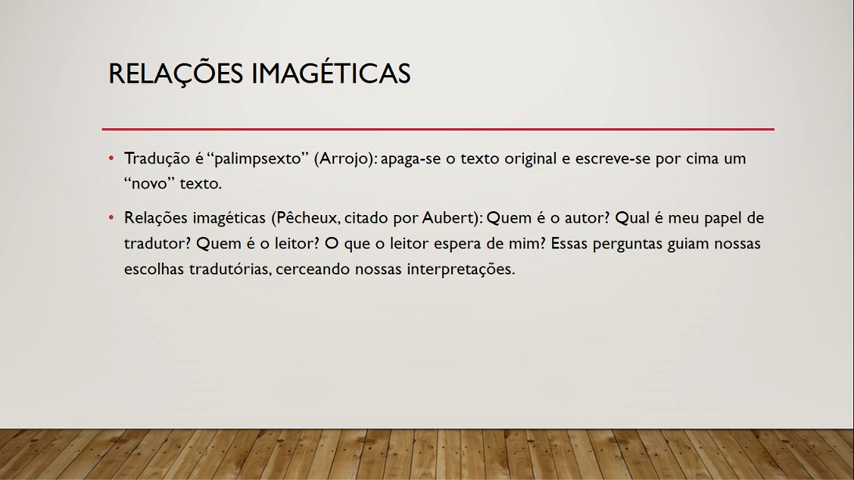 RELAÇÕES IMAGÉTICAS
• Tradução é “palimpsexto” (Arrojo): apaga-se o texto original e escreve-se por cima um
“novo” texto.
• Relações imagéticas (Pêcheux, citado por Aubert): Quem é o autor? Qual é meu papel de
tradutor? Quem é o leitor? O que o leitor espera de mim? Essas perguntas guiam nossas
escolhas tradutórias, cerceando nossas interpretações.